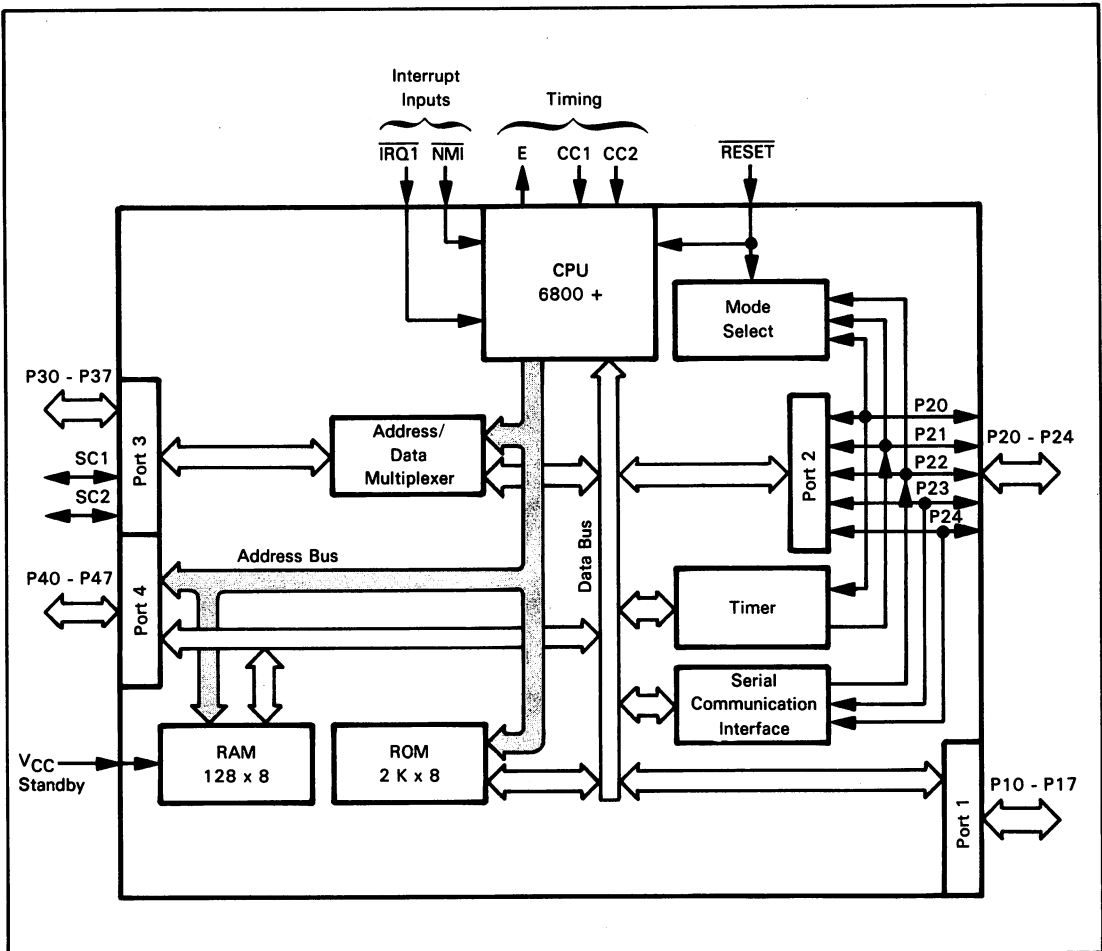 Interrupt
Inputs
Timing
IRQ1 NMI E CC1 CC2 RESET
CPU
6800 +
Mode
Select
P30 - P37
Port 3
SC1
SC2
Address/
Data
Multiplexer
Port 2
P20
P21
P22
P23
P24
P20 - P24
Address Bus
Data Bus
P40 - P47
Port 4
Timer
Serial
Communication
Interface
VCC
Standby
RAM
128 x 8
ROM
2 K x 8
Port 1
P10 - P17